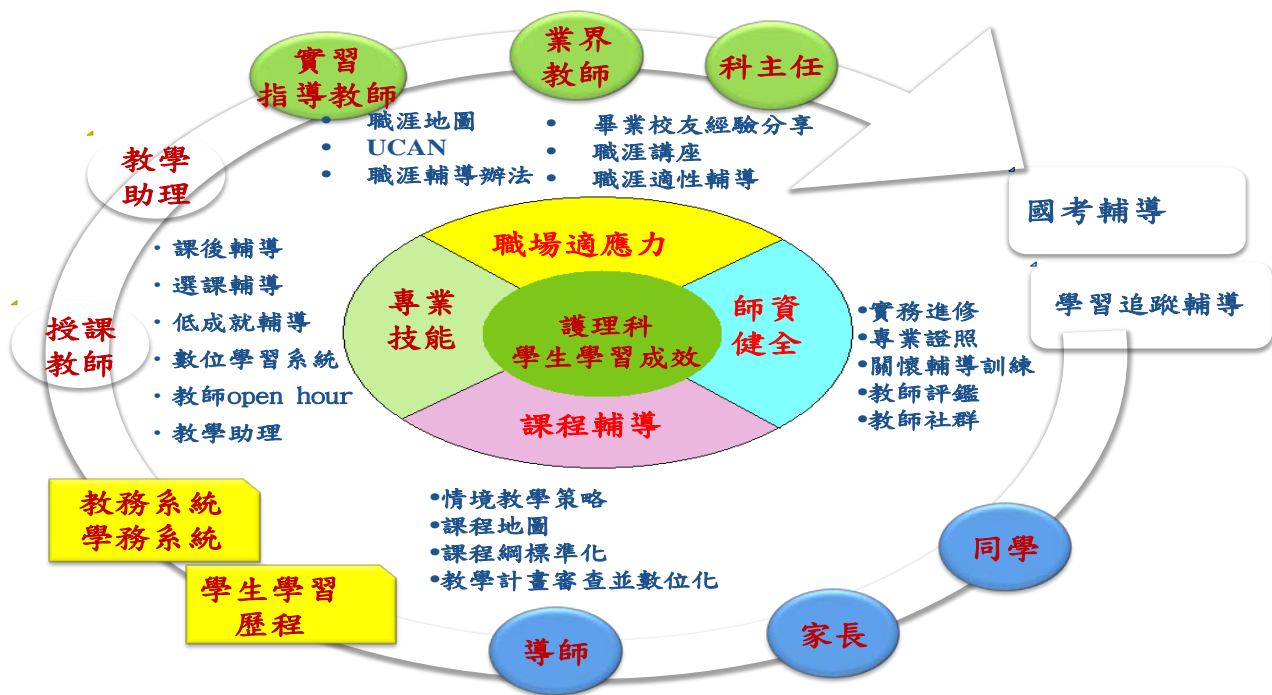 實習
指導教師
業界
教師
科主任
• 職涯地圖
• UCAN
• 職涯輔導辦法
• 畢業校友經驗分享
• 職涯講座
• 職涯適性輔導
教學
助理
國考輔導
學習追蹤輔導
· 課後輔導
· 選課輔導
· 低成就輔導
· 數位學習系統
· 教師open hour
· 教學助理
授課
教師
職場適應力
專業
技能
護理科
學生學習成效
師資
健全
課程輔導
•實務進修
•專業證照
•關懷輔導訓練
•教師評鑑
•教師社群
教務系統
學務系統
學生學習
歷程
•情境教學策略
•課程地圖
•課程綱標準化
•教學計畫審查並數位化
導師
家長
同學